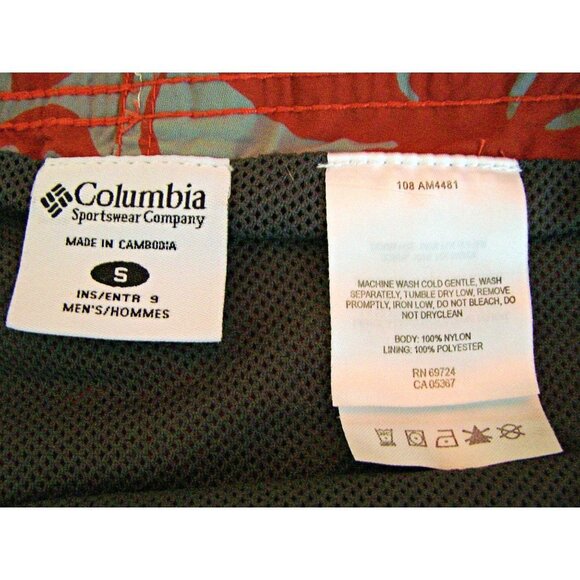 Columbia
Sportswear Company
MADE IN CAMBODIA
S
INS/ENTR 9
MEN'S/HOMMES
108 AM4481
MACHINE WASH COLD GENTLE, WASH
SEPARATELY, TUMBLE DRY LOW, REMOVE
PROMPTLY, IRON LOW, DO NOT BLEACH, DO
NOT DRYCLEAN
BODY: 100% NYLON
LINING: 100% POLYESTER
RN 69724
CA 05367